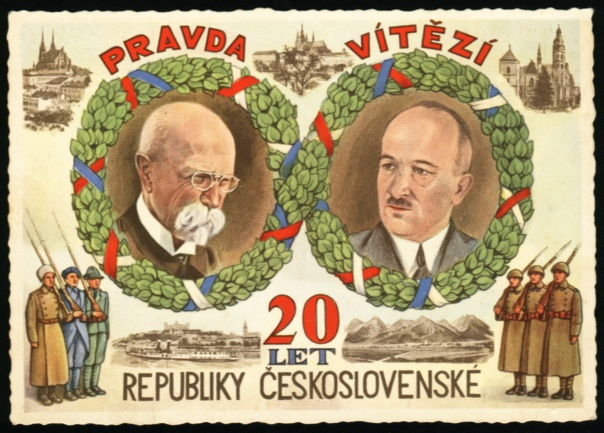 PRAVDA VÍTĚZÍ
20
LET
REPUBLIKY ČESKOSLOVENSKÉ